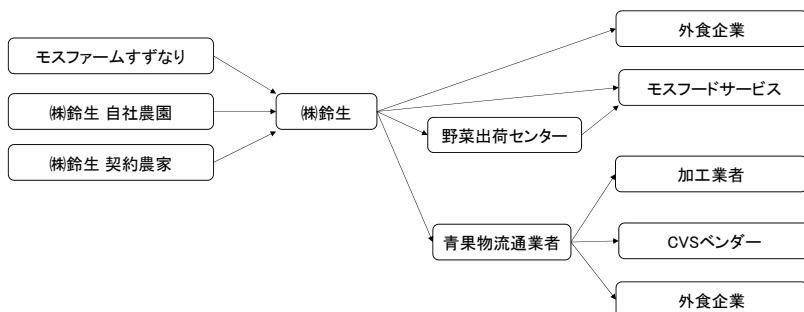 モスファームすずなり
㈱鈴生 自社農園
㈱鈴生 契約農家
㈱鈴生
野菜出荷センター
青果物流通業者
外食企業
モスフードサービス
加工業者
CVSベンダー
外食企業